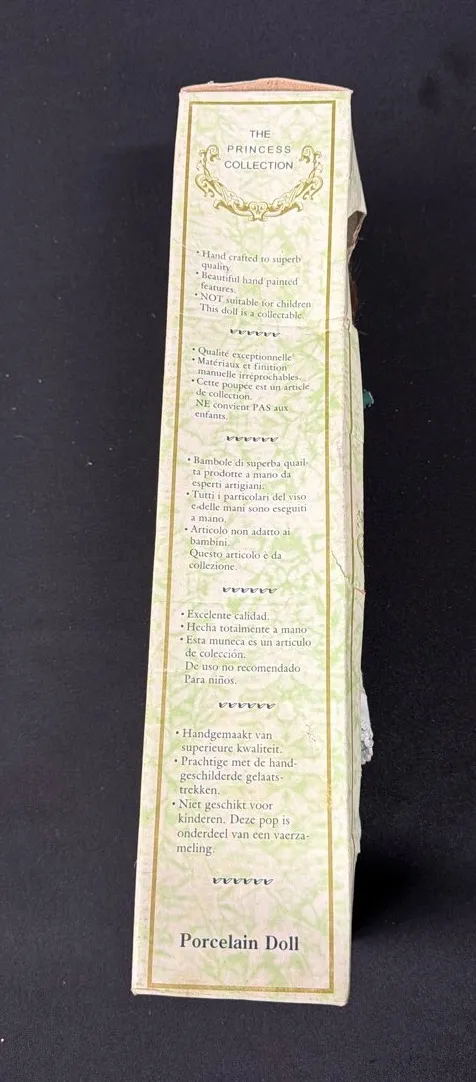 THE
PRINCESS
COLLECTION
• Hand crafted to superb
quality.
• Beautiful hand painted
features.
• NOT suitable for children
This doll is a collectable.
• Qualité exceptionnelle
• Matériaux et finition
manuelle irréprochables.
• Cette poupée est un article
de collection.
NE convient PAS aux
enfants.
• Bambole di superba quail-
ta prodotte a mano da
esperti artigiani.
• Tutti i particolari del viso
e delle mani sono eseguiti
a mano.
• Articolo non adatto ai
bambini.
Questo articolo è da
collezione.
• Excelente calidad.
• Hecha totalmente a mano
• Esta muneca es un articulo
de colección.
De uso no recomendado
Para niños.
• Handgemaakt van
superieure kwaliteit.
• Prachtige met de hand-
geschilderde gelaats-
trekken.
• Niet geschikt voor
kinderen. Deze pop is
onderdeel van een vaerza-
meling.
Porcelain Doll